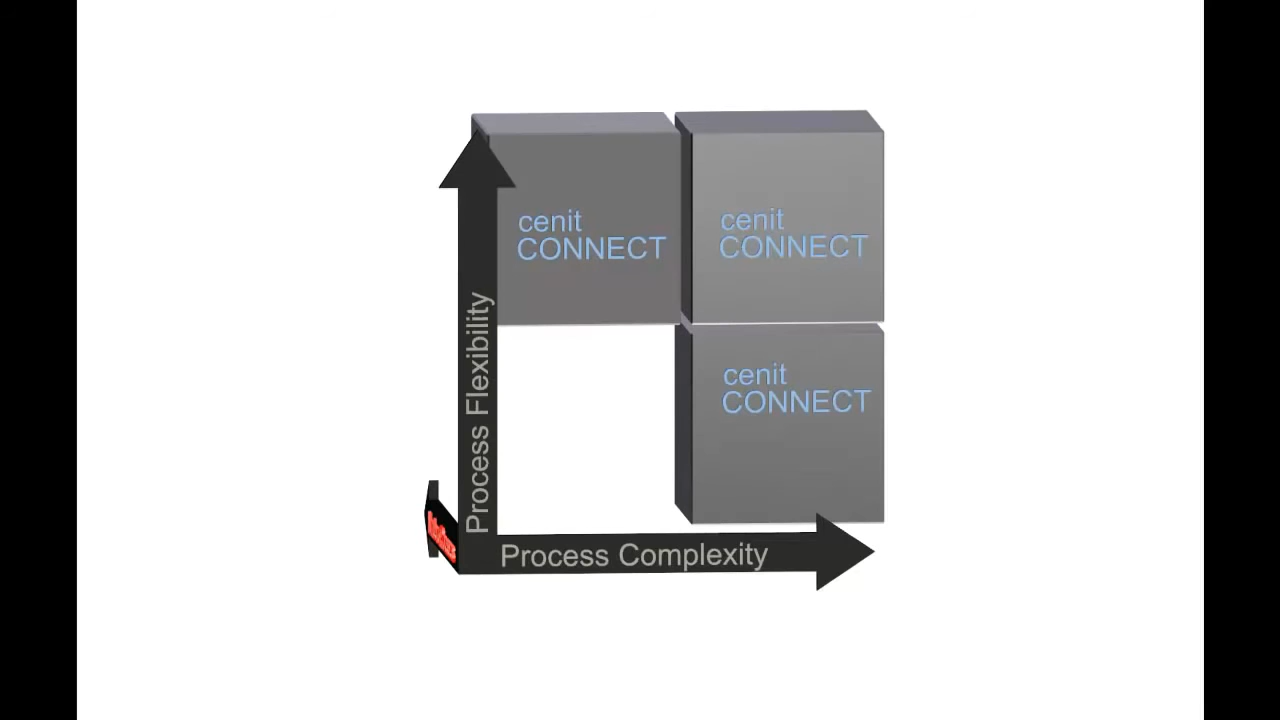 cenit
CONNECT
cenit
CONNECT
cenit
CONNECT
Process Flexibility
Process Complexity